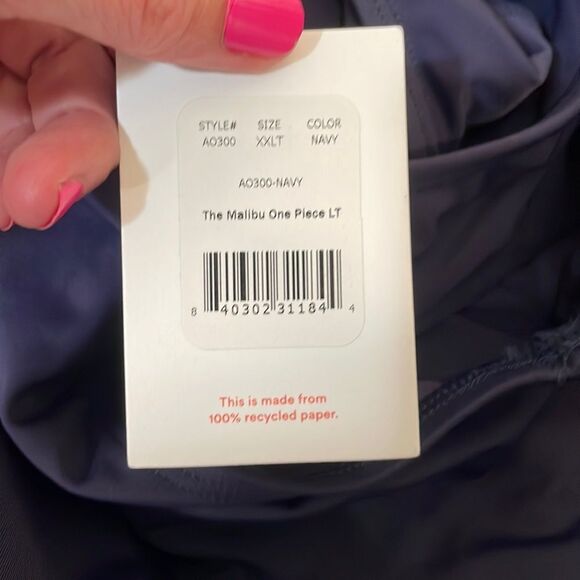 STYLE# SIZE COLOR
AO300 XXLT NAVY
AO300-NAVY
The Malibu One Piece LT
8 40302 31184 4
This is made from
100% recycled paper.